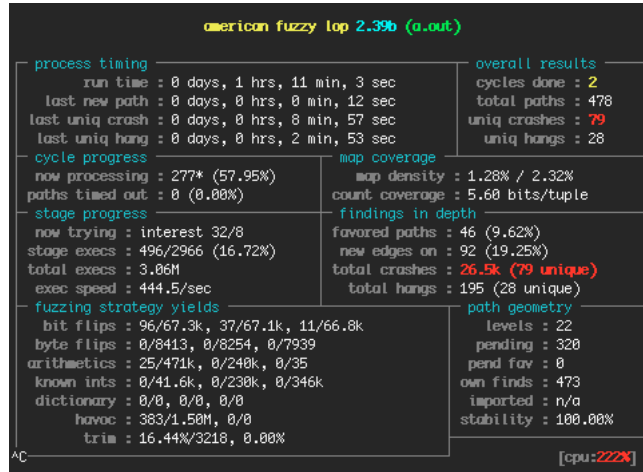 american fuzzy lop 2.39b (a.out)
process timing
run time : 0 days, 1 hrs, 11 min, 3 sec
last new path : 0 days, 0 hrs, 0 min, 12 sec
last uniq crash : 0 days, 0 hrs, 8 min, 57 sec
last uniq hang : 0 days, 0 hrs, 2 min, 53 sec
overall results
cycles done : 2
total paths : 478
uniq crashes : 79
uniq hangs : 28
cycle progress
now processing : 277* (57.95%)
paths timed out : 0 (0.00%)
map coverage
map density : 1.28% / 2.32%
count coverage : 5.60 bits/tuple
stage progress
now trying : interest 32/8
stage execs : 496/2966 (16.72%)
total execs : 3.06M
exec speed : 444.5/sec
findings in depth
favored paths : 46 (9.62%)
new edges on : 92 (19.25%)
total crashes : 26.5k (79 unique)
total hangs : 195 (28 unique)
fuzzing strategy yields
bit flips : 96/67.3k, 37/67.1k, 11/66.8k
byte flips : 0/8413, 0/8254, 0/7939
arithmetics : 25/471k, 0/240k, 0/35
known ints : 0/41.6k, 0/230k, 0/346k
dictionary : 0/0, 0/0, 0/0
havoc : 383/1.50M, 0/0
trim : 16.44%/3218, 0.00%
path geometry
levels : 22
pending : 320
pend fav : 0
own finds : 473
imported : n/a
stability : 100.00%
^C
[cpu:222%]